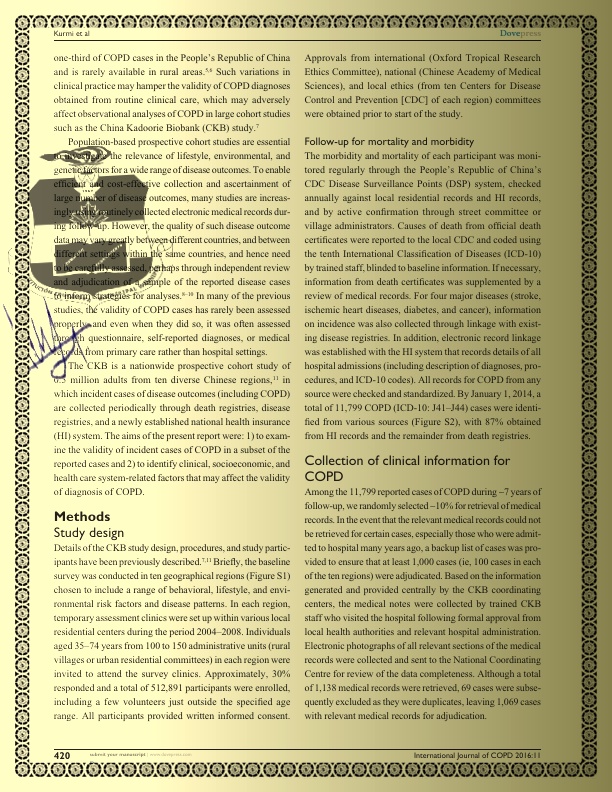 Kurmi et al
Dovepress
one-third of COPD cases in the People's Republic of China
and is rarely available in rural areas.5,6 Such variations in
clinical practice may hamper the validity of COPD diagnoses
obtained from routine clinical care, which may adversely
affect observational analyses of COPD in large cohort studies
such as the China Kadoorie Biobank (CKB) study.7
Population-based prospective cohort studies are essential
to investigate the relevance of lifestyle, environmental, and
genetic factors for a wide range of disease outcomes. To enable
efficient and cost-effective collection and ascertainment of
large number of disease outcomes, many studies are increas-
ingly using routinely collected electronic medical records dur-
ing follow-up. However, the quality of such disease outcome
data may vary greatly between different countries, and between
different settings within the same countries, and hence need
to be carefully assessed, perhaps through independent review
and adjudication of a sample of the reported disease cases
to inform strategies for analyses.8–10 In many of the previous
studies, the validity of COPD cases has rarely been assessed
properly, and even when they did so, it was often assessed
through questionnaire, self-reported diagnoses, or medical
records from primary care rather than hospital settings.
The CKB is a nationwide prospective cohort study of
0.5 million adults from ten diverse Chinese regions,11 in
which incident cases of disease outcomes (including COPD)
are collected periodically through death registries, disease
registries, and a newly established national health insurance
(HI) system. The aims of the present report were: 1) to exam-
ine the validity of incident cases of COPD in a subset of the
reported cases and 2) to identify clinical, socioeconomic, and
health care system-related factors that may affect the validity
of diagnosis of COPD.
Methods
Study design
Details of the CKB study design, procedures, and study partic-
ipants have been previously described.7,11 Briefly, the baseline
survey was conducted in ten geographical regions (Figure S1)
chosen to include a range of behavioral, lifestyle, and envi-
ronmental risk factors and disease patterns. In each region,
temporary assessment clinics were set up within various local
residential centers during the period 2004–2008. Individuals
aged 35–74 years from 100 to 150 administrative units (rural
villages or urban residential committees) in each region were
invited to attend the survey clinics. Approximately, 30%
responded and a total of 512,891 participants were enrolled,
including a few volunteers just outside the specified age
range. All participants provided written informed consent.
Approvals from international (Oxford Tropical Research
Ethics Committee), national (Chinese Academy of Medical
Sciences), and local ethics (from ten Centers for Disease
Control and Prevention [CDC] of each region) committees
were obtained prior to start of the study.
Follow-up for mortality and morbidity
The morbidity and mortality of each participant was moni-
tored regularly through the People's Republic of China's
CDC Disease Surveillance Points (DSP) system, checked
annually against local residential records and HI records,
and by active confirmation through street committee or
village administrators. Causes of death from official death
certificates were reported to the local CDC and coded using
the tenth International Classification of Diseases (ICD-10)
by trained staff, blinded to baseline information. If necessary,
information from death certificates was supplemented by a
review of medical records. For four major diseases (stroke,
ischemic heart diseases, diabetes, and cancer), information
on incidence was also collected through linkage with exist-
ing disease registries. In addition, electronic record linkage
was established with the HI system that records details of all
hospital admissions (including description of diagnoses, pro-
cedures, and ICD-10 codes). All records for COPD from any
source were checked and standardized. By January 1, 2014, a
total of 11,799 COPD (ICD-10: J41–J44) cases were identi-
fied from various sources (Figure S2), with 87% obtained
from HI records and the remainder from death registries.
Collection of clinical information for
COPD
Among the 11,799 reported cases of COPD during ~7 years of
follow-up, we randomly selected ~10% for retrieval of medical
records. In the event that the relevant medical records could not
be retrieved for certain cases, especially those who were admit-
ted to hospital many years ago, a backup list of cases was pro-
vided to ensure that at least 1,000 cases (ie, 100 cases in each
of the ten regions) were adjudicated. Based on the information
generated and provided centrally by the CKB coordinating
centers, the medical notes were collected by trained CKB
staff who visited the hospital following formal approval from
local health authorities and relevant hospital administration.
Electronic photographs of all relevant sections of the medical
records were collected and sent to the National Coordinating
Centre for review of the data completeness. Although a total
of 1,138 medical records were retrieved, 69 cases were subse-
quently excluded as they were duplicates, leaving 1,069 cases
with relevant medical records for adjudication.
420
submit your manuscript | www.dovepress.com
International Journal of COPD 2016:11